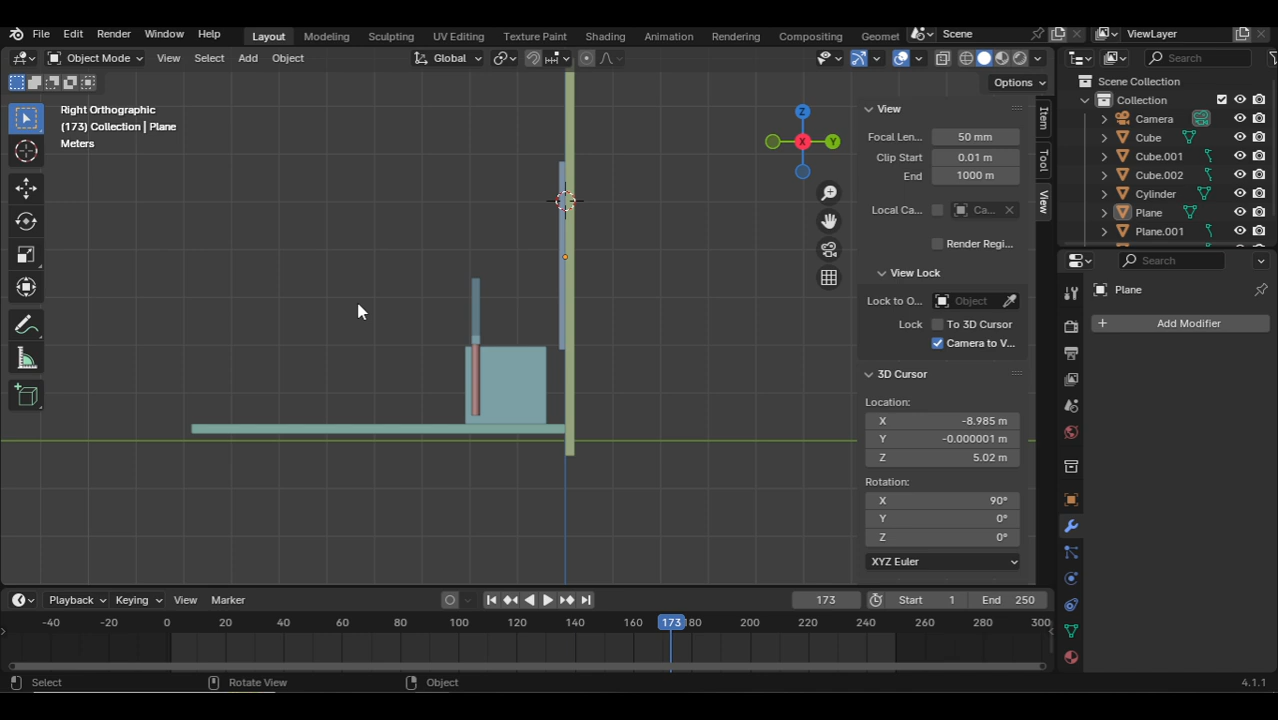 File Edit Render Window Help Layout Modeling Sculpting UV Editing Texture Paint Shading Animation Rendering Compositing Geomet Scene ViewLayer
Object Mode View Select Add Object Global Search
Options
Right Orthographic
(173) Collection | Plane
Meters
Z
Y
X
View
Focal Len... 50 mm
Clip Start 0.01 m
End 1000 m
Local Ca... Ca...
Render Regi...
View Lock
Lock to O... Object
Lock To 3D Cursor
Camera to V...
3D Cursor
Location:
X -8.985 m
Y -0.000001 m
Z 5.02 m
Rotation:
X 90°
Y 0°
Z 0°
XYZ Euler
Item
Tool
View
Scene Collection
Collection
Camera
Cube
Cube.001
Cube.002
Cylinder
Plane
Plane.001
Search
Plane
Add Modifier
Playback Keying View Marker 173 Start 1 End 250
-40 -20 0 20 40 60 80 100 120 140 160 173 180 200 220 240 260 280 300
Select Rotate View Object 4.1.1